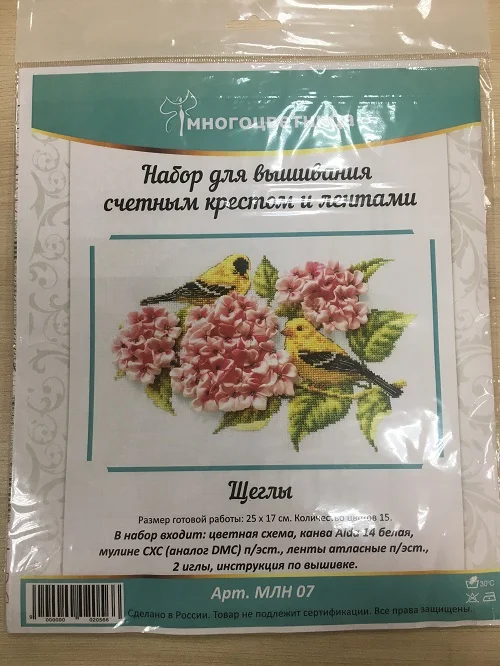 многоцветница
Набор для вышивания
счетным крестом и лентами
Щеглы
Размер готовой работы: 25 х 17 см. Количество цветов 15.
В набор входит: цветная схема, канва Aida 14 белая,
мулине СХС (аналог DMC) п/эст., ленты атласные п/эст.,
2 иглы, инструкция по вышивке.
Арт. МЛН 07
30°C
Сделано в России. Товар не подлежит сертификации. Все права защищены.